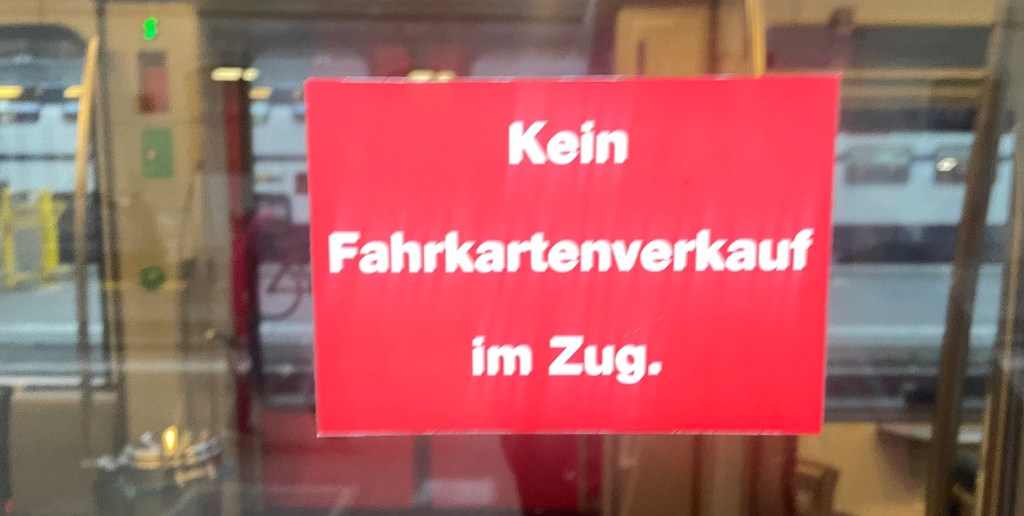 Kein
Fahrkartenverkauf
im Zug.